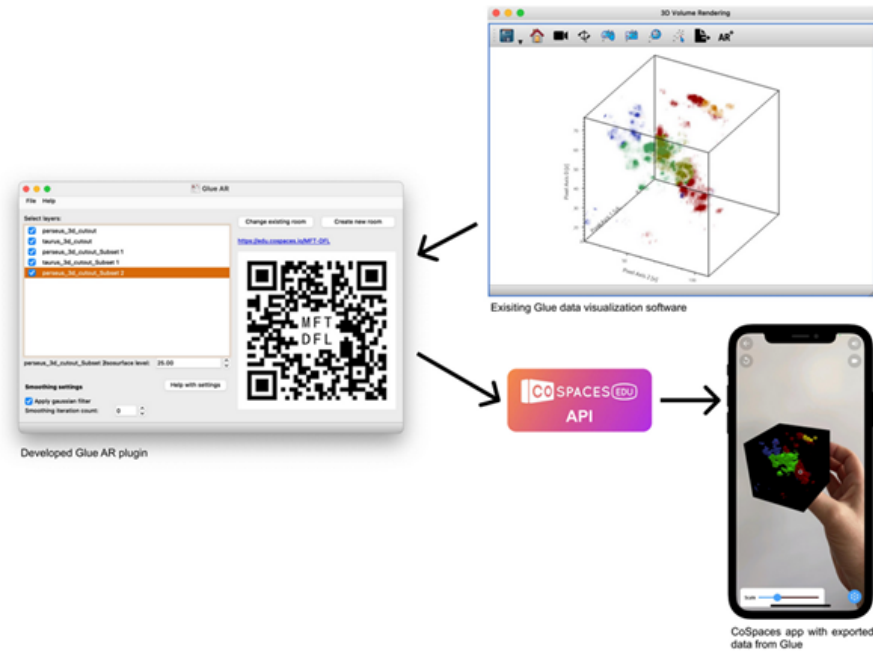 3D Volume Rendering
AR
Pixel Axis 0 [z]
Pixel Axis 2 [x]
Exisiting Glue data visualization software
Glue AR
File Help
Select layers:
perseus_3d_cutout
taurus_3d_cutout
perseus_3d_cutout_Subset 1
taurus_3d_cutout_Subset 1
perseus_3d_cutout_Subset 2
perseus_3d_cutout_Subset 2 Isosurface level: 25.00
Smoothing settings
Help with settings
Apply gaussian filter
Smoothing iteration count: 0
Change existing room Create new room
https://edu.cospaces.io/MFT-DFL
MFT
DFL
Developed Glue AR plugin
CO SPACES EDU
API
Scale
CoSpaces app with exported
data from Glue